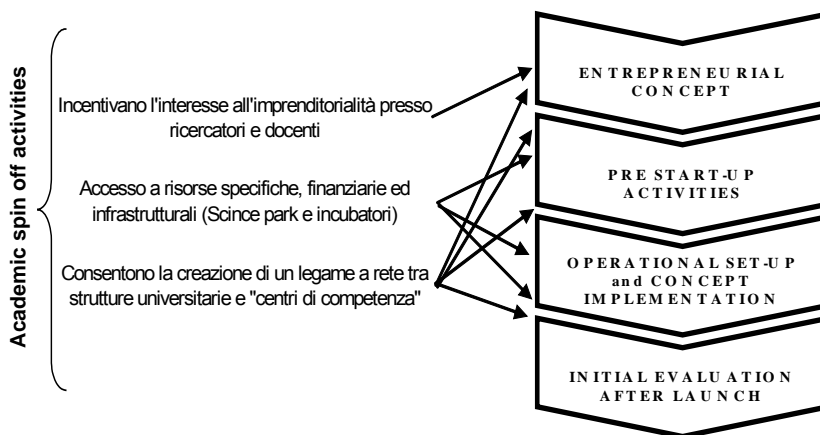 Academic spin off activities
Incentivano l'interesse all'imprenditorialità presso
ricercatori e docenti
Accesso a risorse specifiche, finanziarie ed
infrastrutturali (Scince park e incubatori)
Consentono la creazione di un legame a rete tra
strutture universitarie e "centri di competenza"
ENTREPRENEURIAL
CONCEPT
PRE START-UP
ACTIVITIES
OPERATIONAL SET-UP
and CONCEPT
IMPLEMENTATION
INITIAL EVALUATION
AFTER LAUNCH